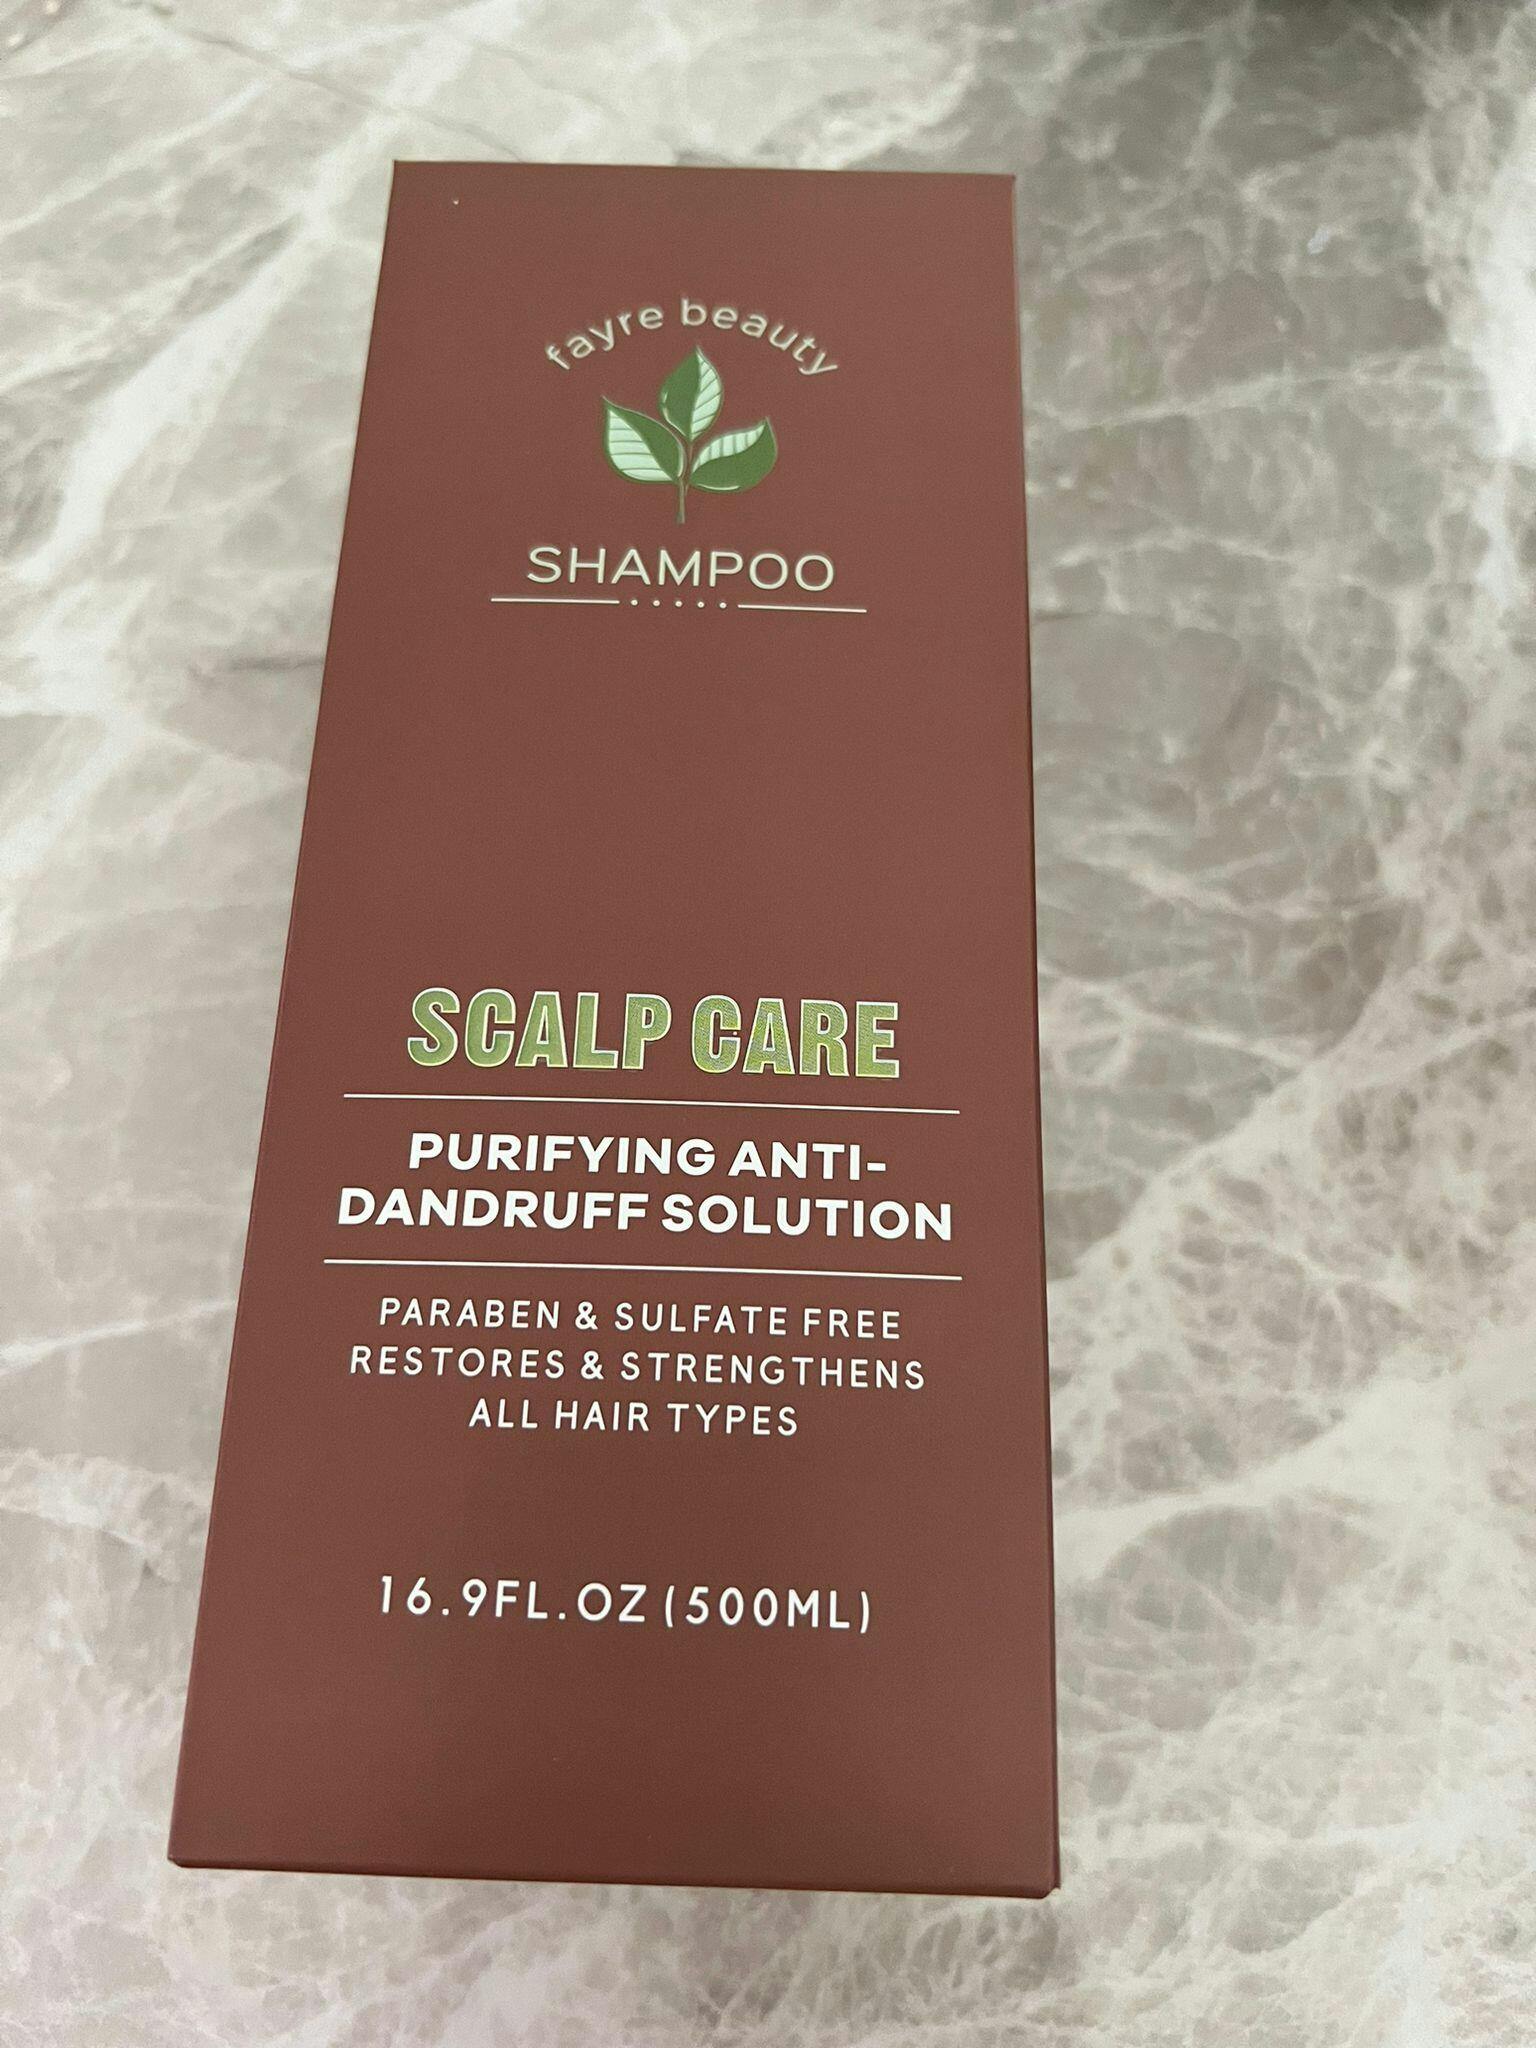 fayre beauty
SHAMPOO
SCALP CARE
PURIFYING ANTI-
DANDRUFF SOLUTION
PARABEN & SULFATE FREE
RESTORES & STRENGTHENS
ALL HAIR TYPES
16.9FL.OZ (500ML)